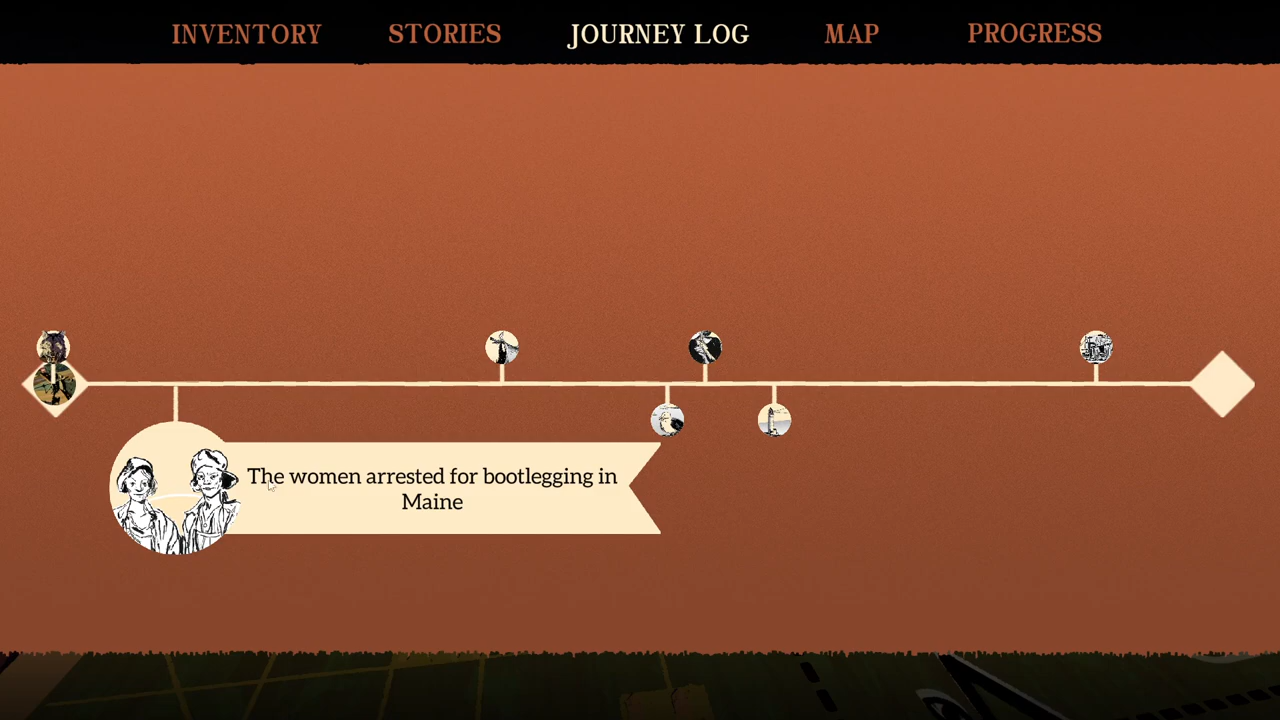 INVENTORY STORIES JOURNEY LOG MAP PROGRESS
The women arrested for bootlegging in
Maine